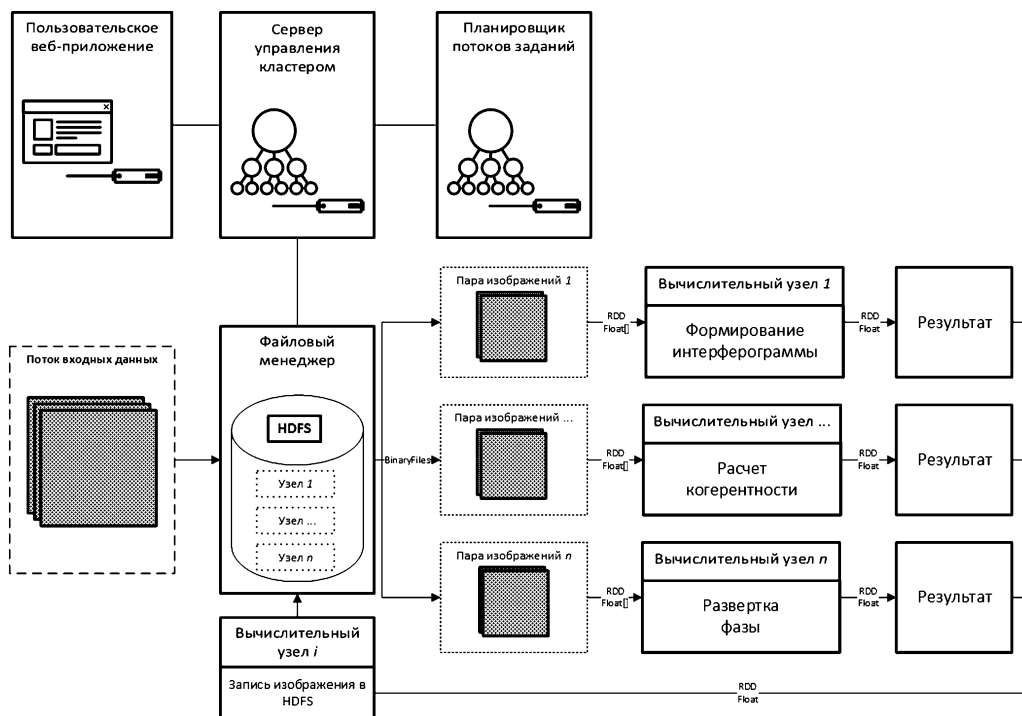 Пользовательское
веб-приложение
Сервер
управления
кластером
Планировщик
потоков заданий
Поток входных данных
Файловый
менеджер
HDFS
Узел 1
Узел ...
Узел n
BinaryFiles
Пара изображений 1
RDD
Float[]
Вычислительный узел 1
Формирование
интерферограммы
RDD
Float
Результат
Пара изображений ...
RDD
Float[]
Вычислительный узел ...
Расчет
когерентности
RDD
Float
Результат
Пара изображений n
RDD
Float[]
Вычислительный узел n
Развертка
фазы
RDD
Float
Результат
Вычислительный
узел i
Запись изображения в
HDFS
RDD
Float